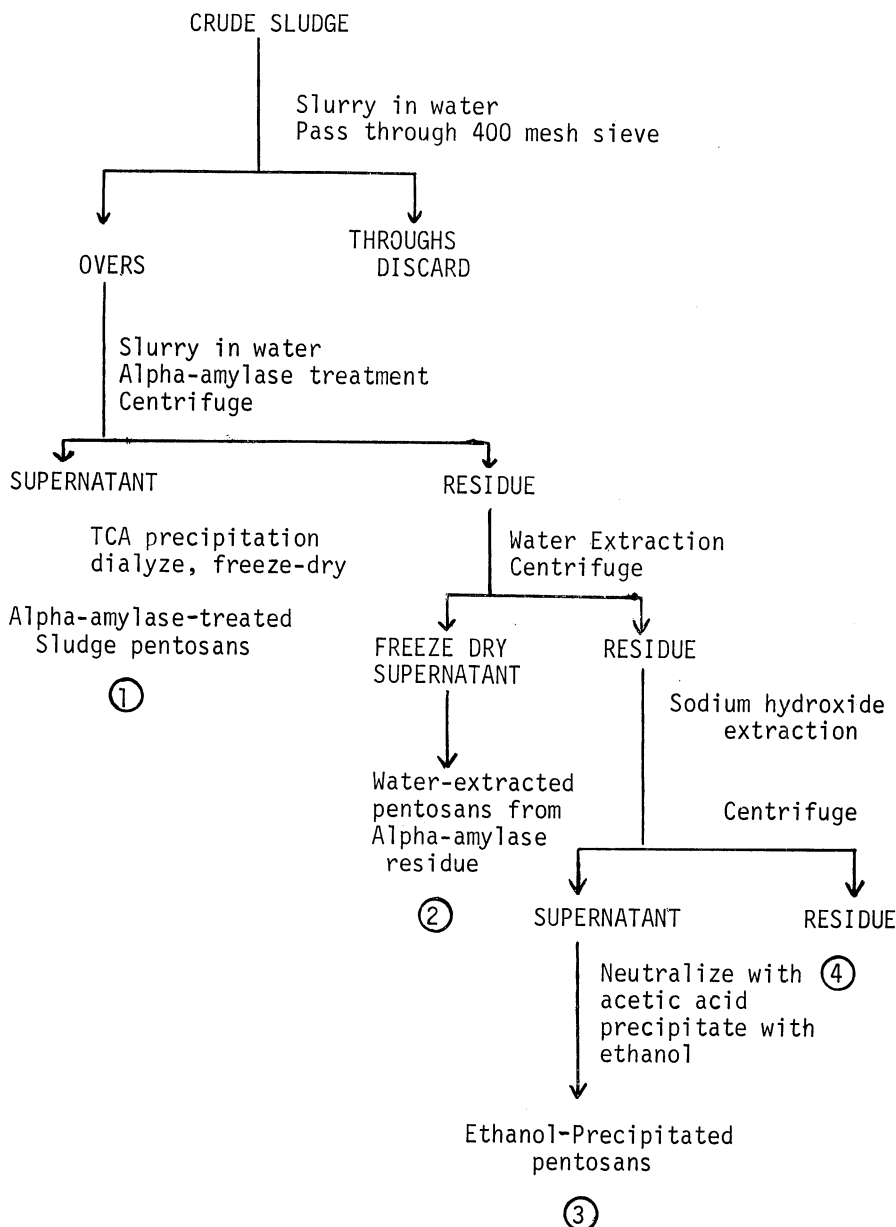 CRUDE SLUDGE
Slurry in water
Pass through 400 mesh sieve
OVERS
THROUGHS
DISCARD
Slurry in water
Alpha-amylase treatment
Centrifuge
SUPERNATANT
RESIDUE
TCA precipitation
dialyze, freeze-dry
Water Extraction
Centrifuge
Alpha-amylase-treated
Sludge pentosans
1
FREEZE DRY
SUPERNATANT
RESIDUE
Sodium hydroxide
extraction
Water-extracted
pentosans from
Alpha-amylase
residue
2
Centrifuge
SUPERNATANT
RESIDUE
4
Neutralize with
acetic acid
precipitate with
ethanol
Ethanol-Precipitated
pentosans
3